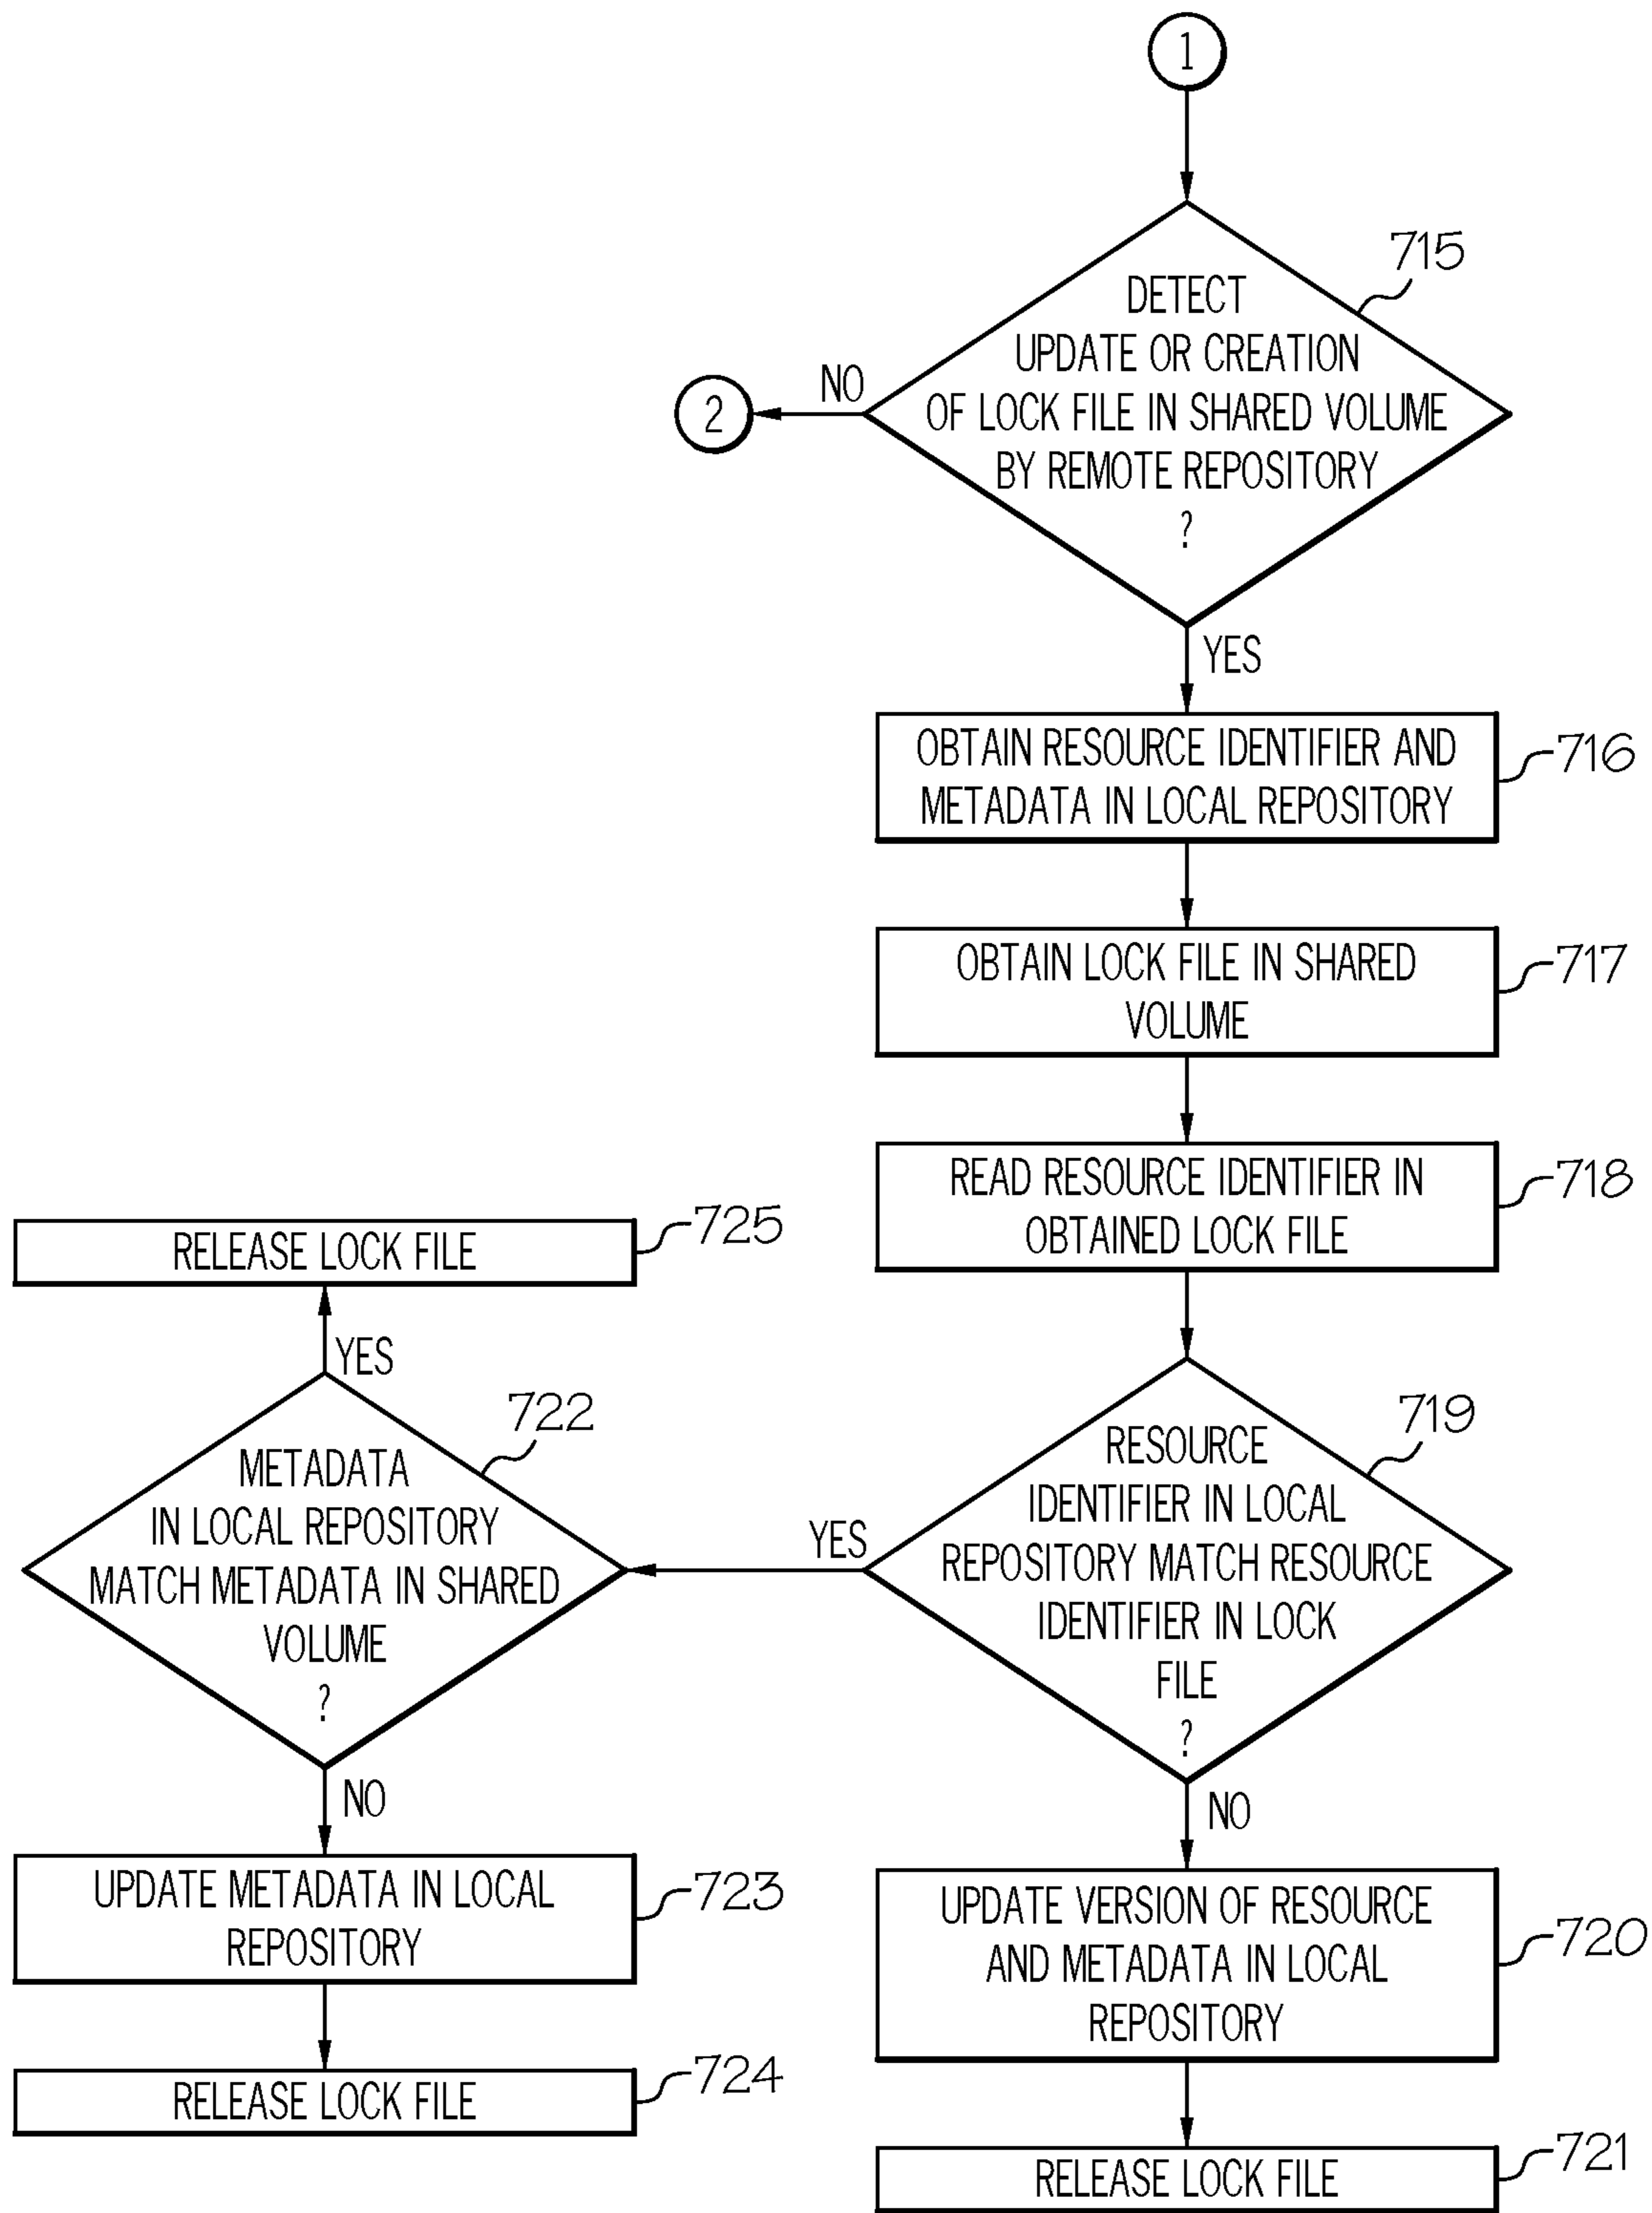 1
715
DETECT
UPDATE OR CREATION
OF LOCK FILE IN SHARED VOLUME
BY REMOTE REPOSITORY
?
NO
2
YES
OBTAIN RESOURCE IDENTIFIER AND
METADATA IN LOCAL REPOSITORY
716
OBTAIN LOCK FILE IN SHARED
VOLUME
717
READ RESOURCE IDENTIFIER IN
OBTAINED LOCK FILE
718
RESOURCE
IDENTIFIER IN LOCAL
REPOSITORY MATCH RESOURCE
IDENTIFIER IN LOCK
FILE
?
719
YES
NO
UPDATE VERSION OF RESOURCE
AND METADATA IN LOCAL
REPOSITORY
720
RELEASE LOCK FILE
721
RELEASE LOCK FILE
725
YES
722
METADATA
IN LOCAL REPOSITORY
MATCH METADATA IN SHARED
VOLUME
?
NO
UPDATE METADATA IN LOCAL
REPOSITORY
723
RELEASE LOCK FILE
724